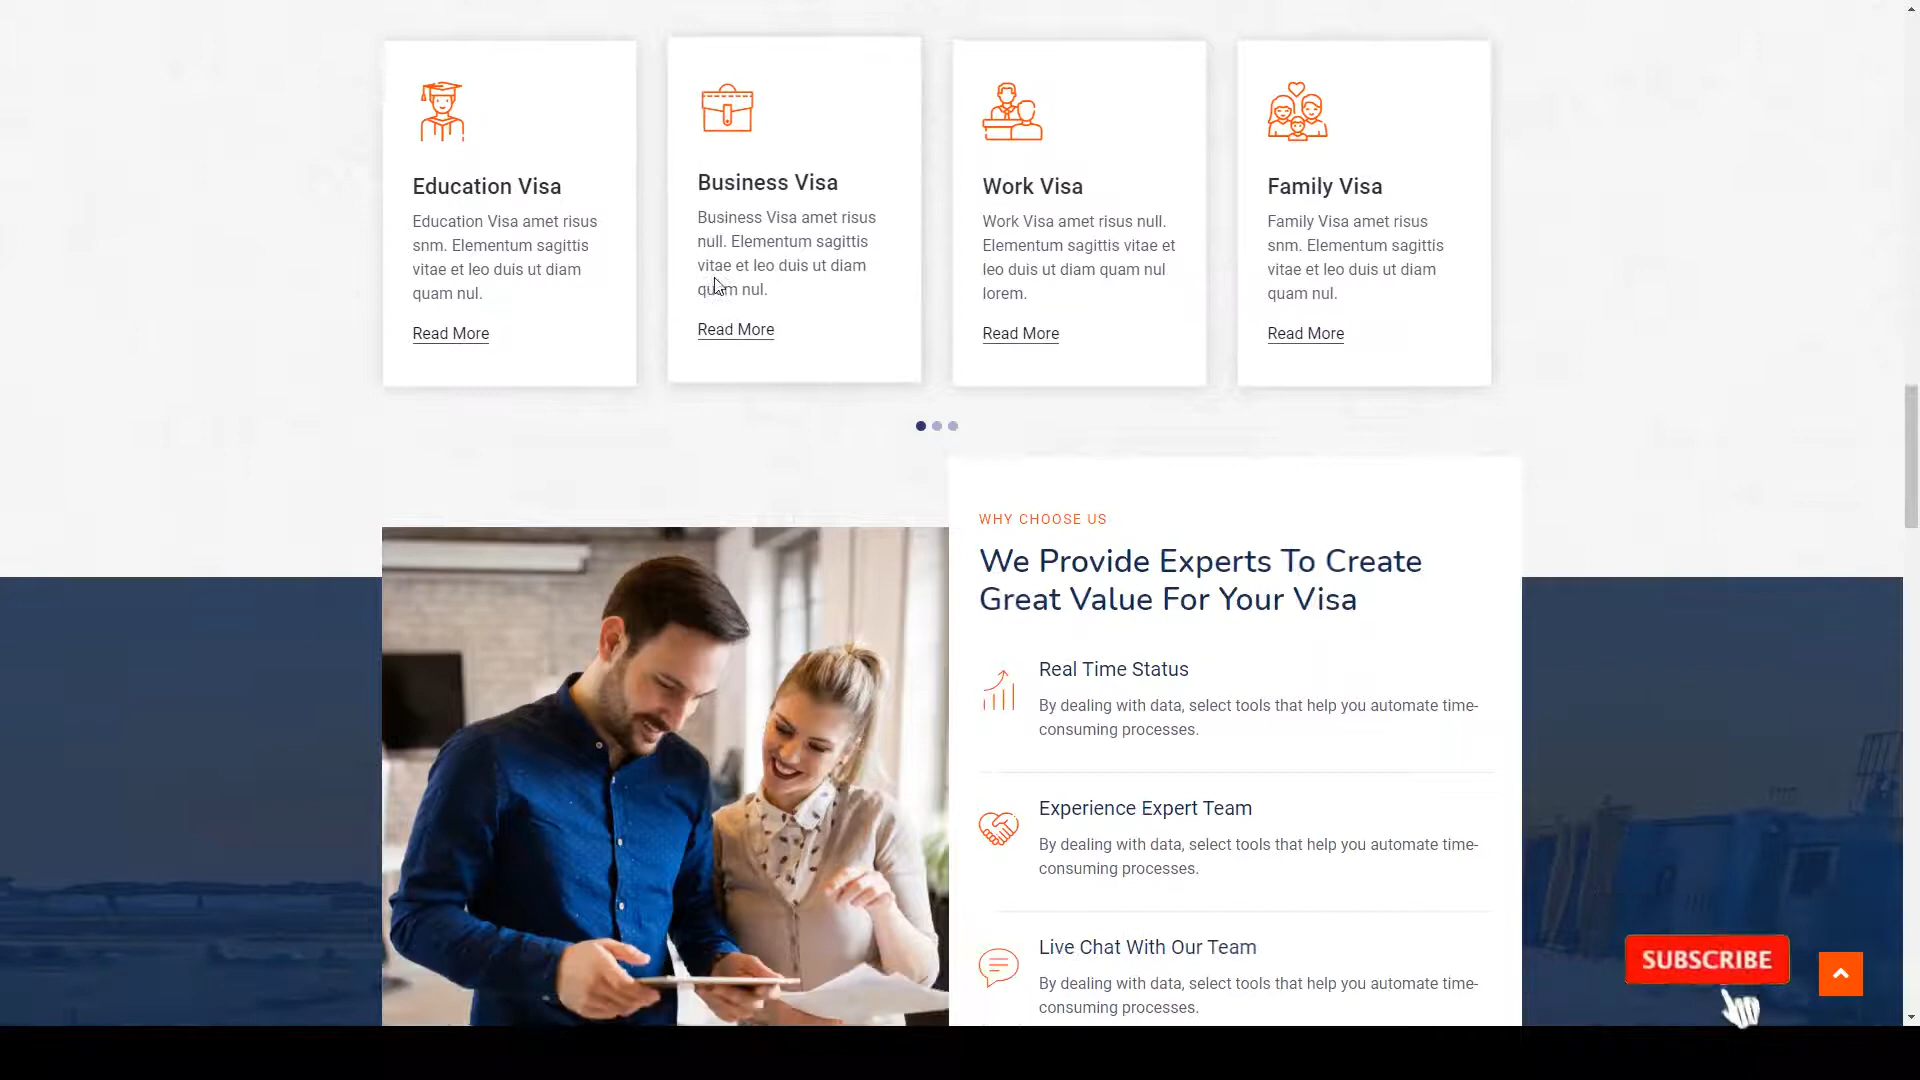 Education Visa
Education Visa amet risus
snm. Elementum sagittis
vitae et leo duis ut diam
quam nul.
Read More
Business Visa
Business Visa amet risus
null. Elementum sagittis
vitae et leo duis ut diam
quam nul.
Read More
Work Visa
Work Visa amet risus null.
Elementum sagittis vitae et
leo duis ut diam quam nul
lorem.
Read More
Family Visa
Family Visa amet risus
snm. Elementum sagittis
vitae et leo duis ut diam
quam nul.
Read More
WHY CHOOSE US
We Provide Experts To Create
Great Value For Your Visa
Real Time Status
By dealing with data, select tools that help you automate time-
consuming processes.
Experience Expert Team
By dealing with data, select tools that help you automate time-
consuming processes.
Live Chat With Our Team
By dealing with data, select tools that help you automate time-
consuming processes.
SUBSCRIBE